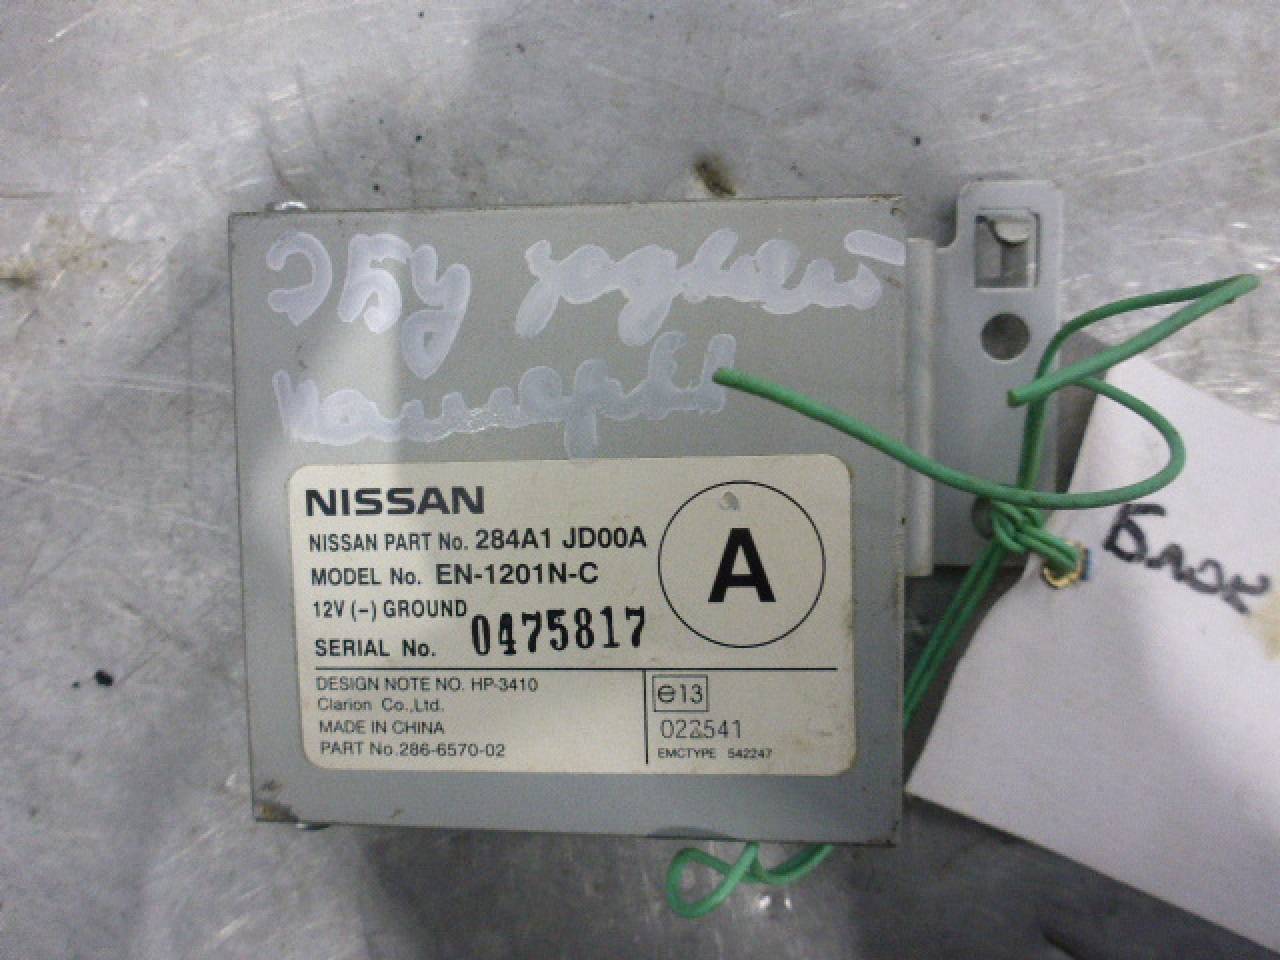 ЭБУ задней
камеры
NISSAN
NISSAN PART No. 284A1 JD00A
MODEL No. EN-1201N-C
12V (-) GROUND
SERIAL No. 0475817
A
DESIGN NOTE NO. HP-3410
Clarion Co.,Ltd.
MADE IN CHINA
PART No.286-6570-02
e13
022541
EMCTYPE 542247
Блок